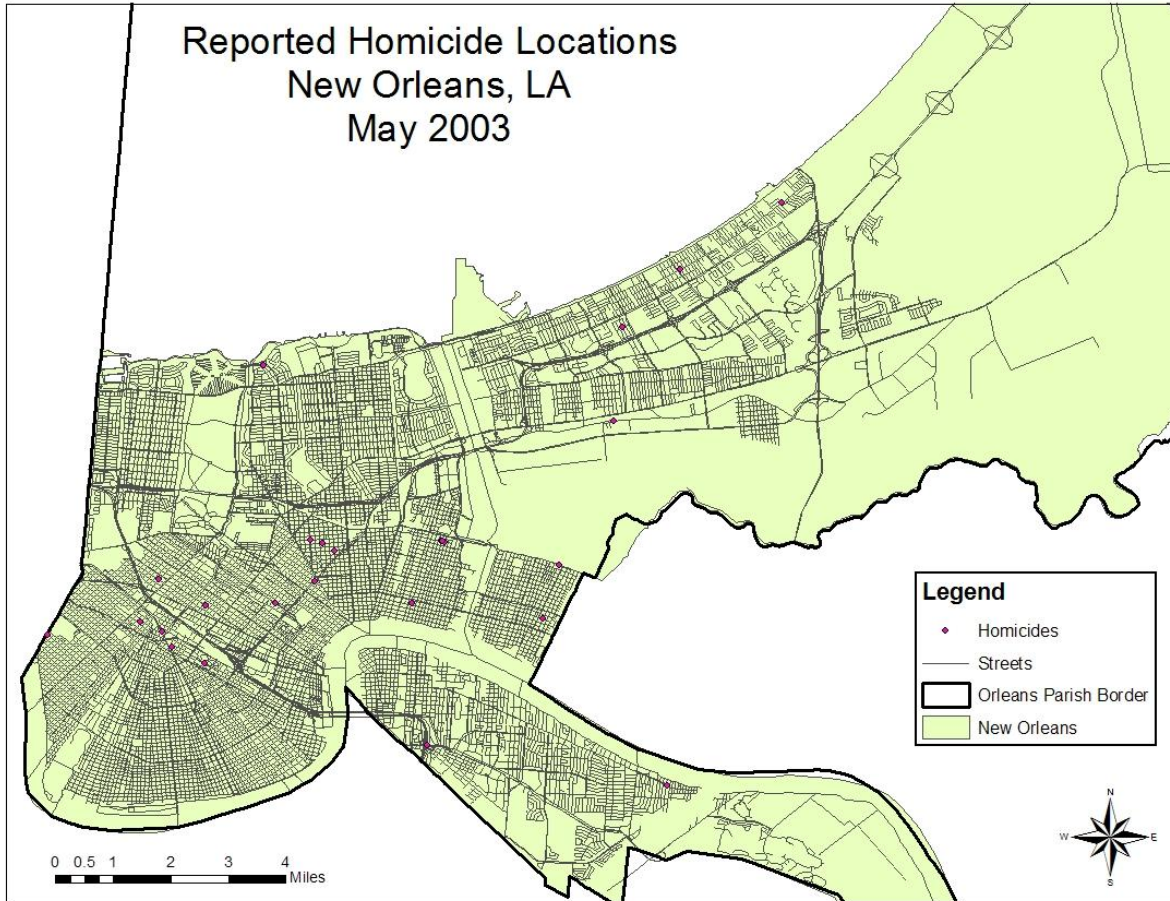 Reported Homicide Locations
New Orleans, LA
May 2003
Legend
Homicides
Streets
Orleans Parish Border
New Orleans
0 0.5 1 2 3 4
Miles
N
W E
S